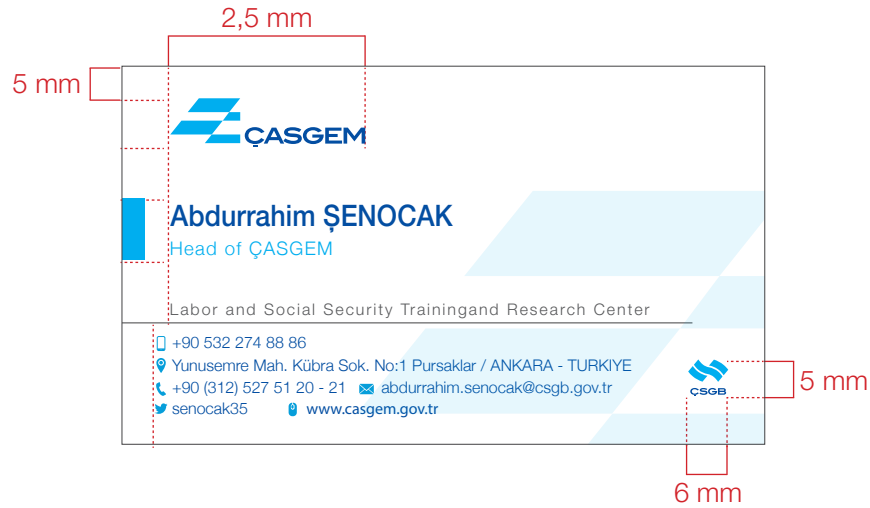 2,5 mm
5 mm
ÇASGEM
Abdurrahim ŞENOCAK
Head of ÇASGEM
Labor and Social Security Trainingand Research Center
+90 532 274 88 86
Yunusemre Mah. Kübra Sok. No:1 Pursaklar / ANKARA - TURKIYE
+90 (312) 527 51 20 - 21 abdurrahim.senocak@csgb.gov.tr
senocak35 www.casgem.gov.tr
ÇSGB
5 mm
6 mm